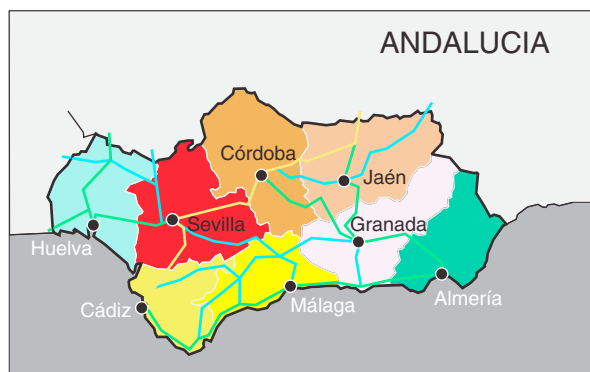 ANDALUCIA
Córdoba
Jaén
Sevilla
Granada
Huelva
Cádiz
Málaga
Almería